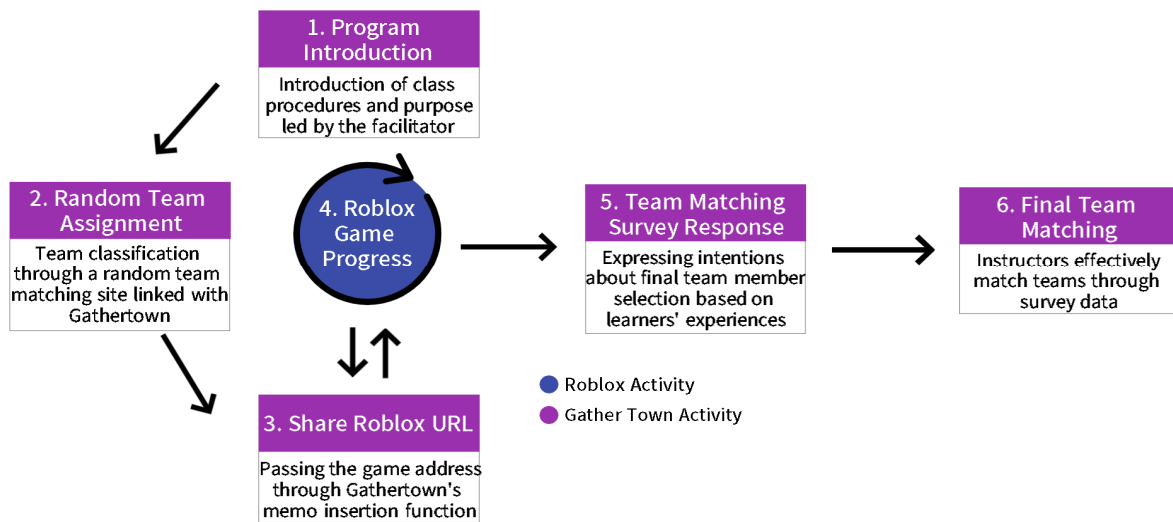 1. Program
Introduction
Introduction of class
procedures and purpose
led by the facilitator
2. Random Team
Assignment
Team classification
through a random team
matching site linked with
Gathertown
3. Share Roblox URL
Passing the game address
through Gathertown's
memo insertion function
4. Roblox
Game
Progress
5. Team Matching
Survey Response
Expressing intentions
about final team member
selection based on
learners' experiences
6. Final Team
Matching
Instructors effectively
match teams through
survey data
Roblox Activity
Gather Town Activity